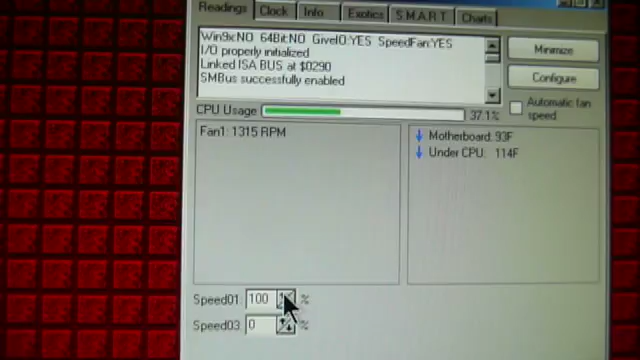 Readings Clock Info Exotics S.M.A.R.T. Charts
Win9x:NO 64Bit:NO GiveIO:YES SpeedFan:YES
I/O properly initialized
Linked ISA BUS at $0290
SMBus successfully enabled
Minimize
Configure
CPU Usage 37.1%
Automatic fan speed
Fan1: 1315 RPM
Motherboard: 93F
Under CPU: 114F
Speed01: 100 %
Speed03: 0 %